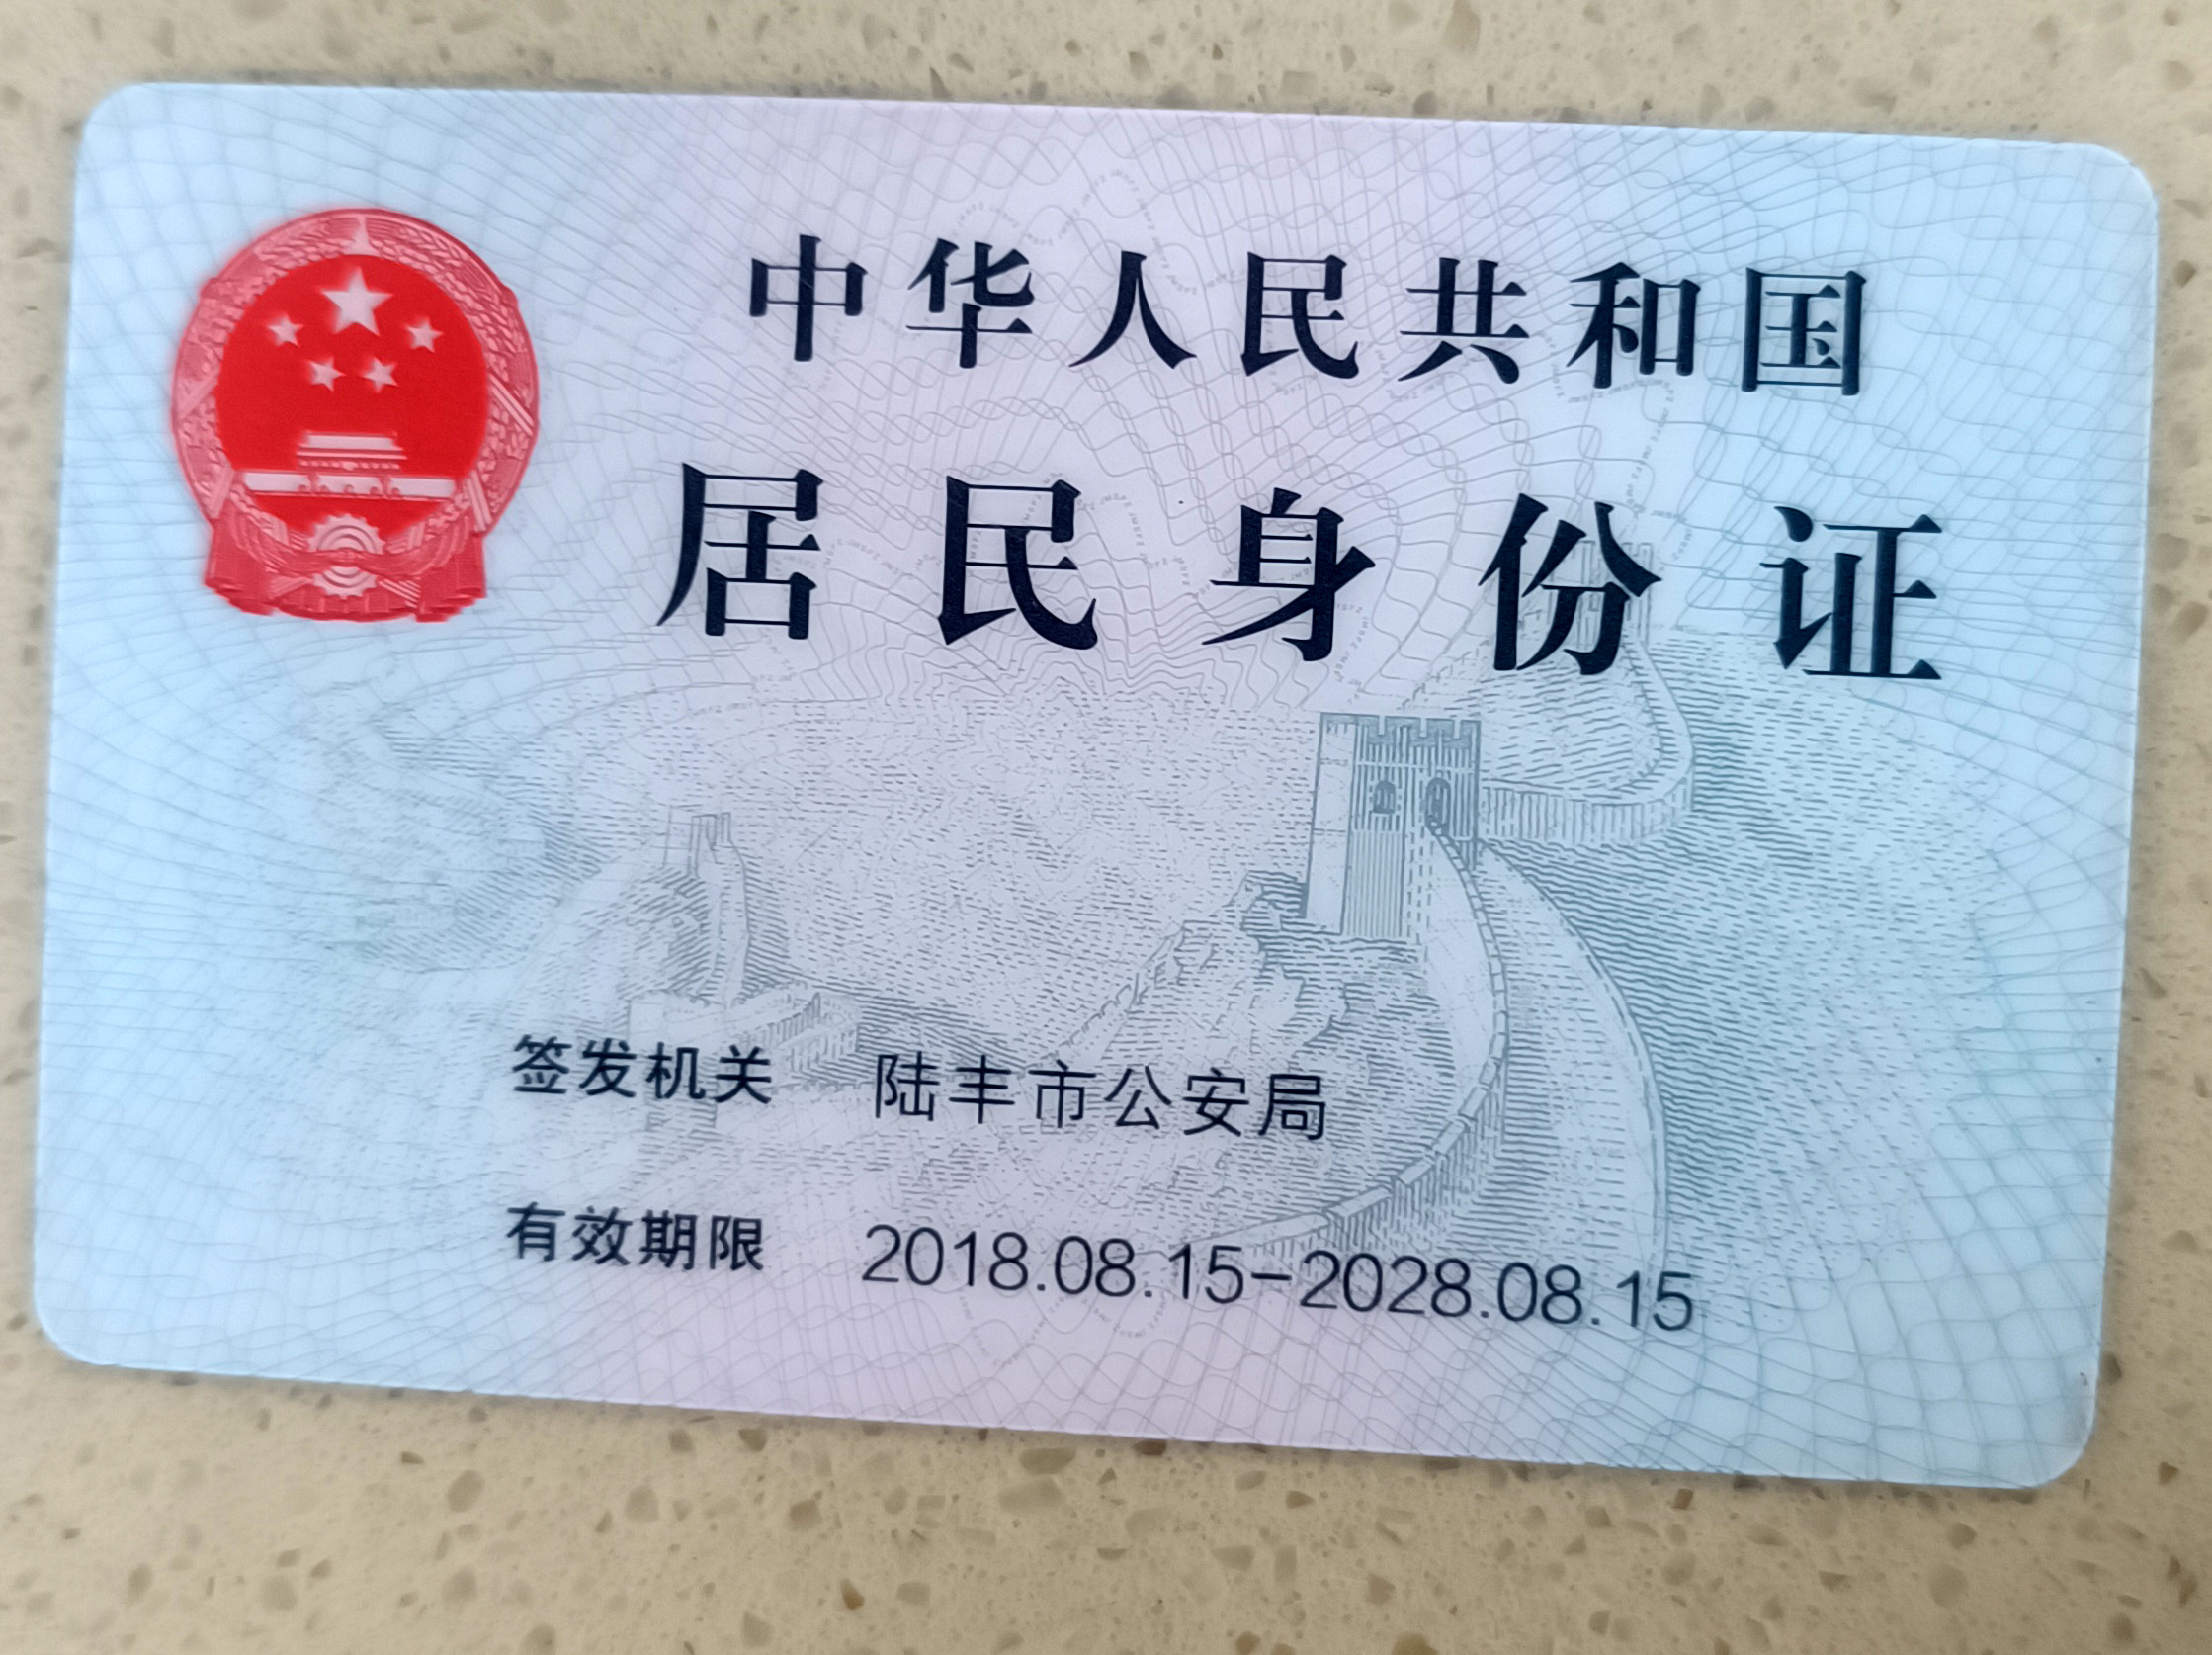 中华人民共和国
居民身份证
签发机关 陆丰市公安局
有效期限 2018.08.15-2028.08.15